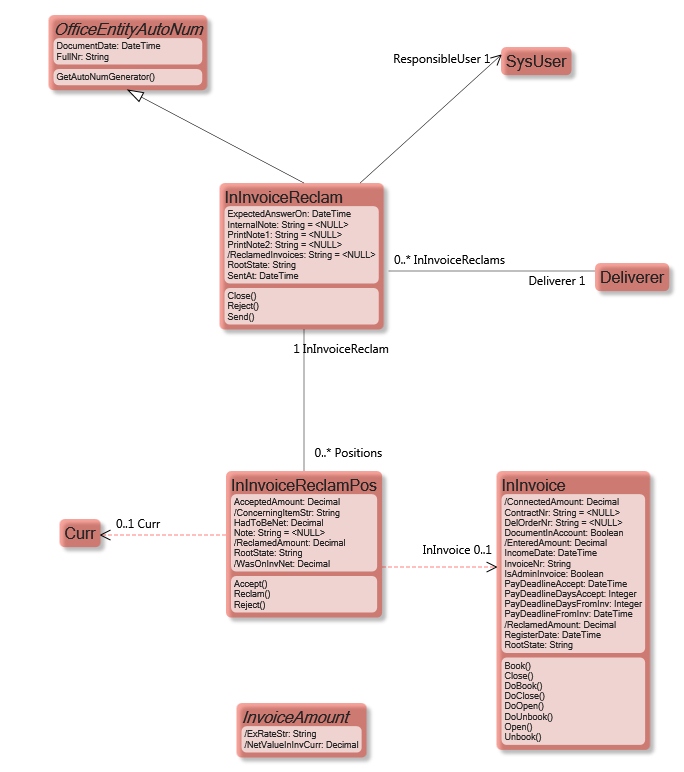 OfficeEntityAutoNum
DocumentDate: DateTime
FullNr: String
GetAutoNumGenerator()
ResponsibleUser 1
SysUser
InInvoiceReclam
ExpectedAnswerOn: DateTime
InternalNote: String = <NULL>
PrintNote1: String = <NULL>
PrintNote2: String = <NULL>
/ReclamedInvoices: String = <NULL>
RootState: String
SentAt: DateTime
Close()
Reject()
Send()
0..* InInvoiceReclams
Deliverer 1
Deliverer
1 InInvoiceReclam
0..* Positions
InInvoiceReclamPos
AcceptedAmount: Decimal
/ConcerningItemStr: String
HadToBeNet: Decimal
Note: String = <NULL>
/ReclamedAmount: Decimal
RootState: String
/WasOnInvNet: Decimal
Accept()
Reclam()
Reject()
0..1 Curr
Curr
InInvoice 0..1
InInvoice
/ConnectedAmount: Decimal
ContractNr: String = <NULL>
DelOrderNr: String = <NULL>
DocumentInAccount: Boolean
/EnteredAmount: Decimal
IncomeDate: DateTime
InvoiceNr: String
IsAdminInvoice: Boolean
PayDeadlineAccept: DateTime
PayDeadlineDaysAccept: Integer
PayDeadlineDaysFromInv: Integer
PayDeadlineFromInv: DateTime
/ReclamedAmount: Decimal
RegisterDate: DateTime
RootState: String
Book()
Close()
DoBook()
DoClose()
DoOpen()
DoUnbook()
Open()
Unbook()
InvoiceAmount
/ExRateStr: String
/NetValueInInvCurr: Decimal